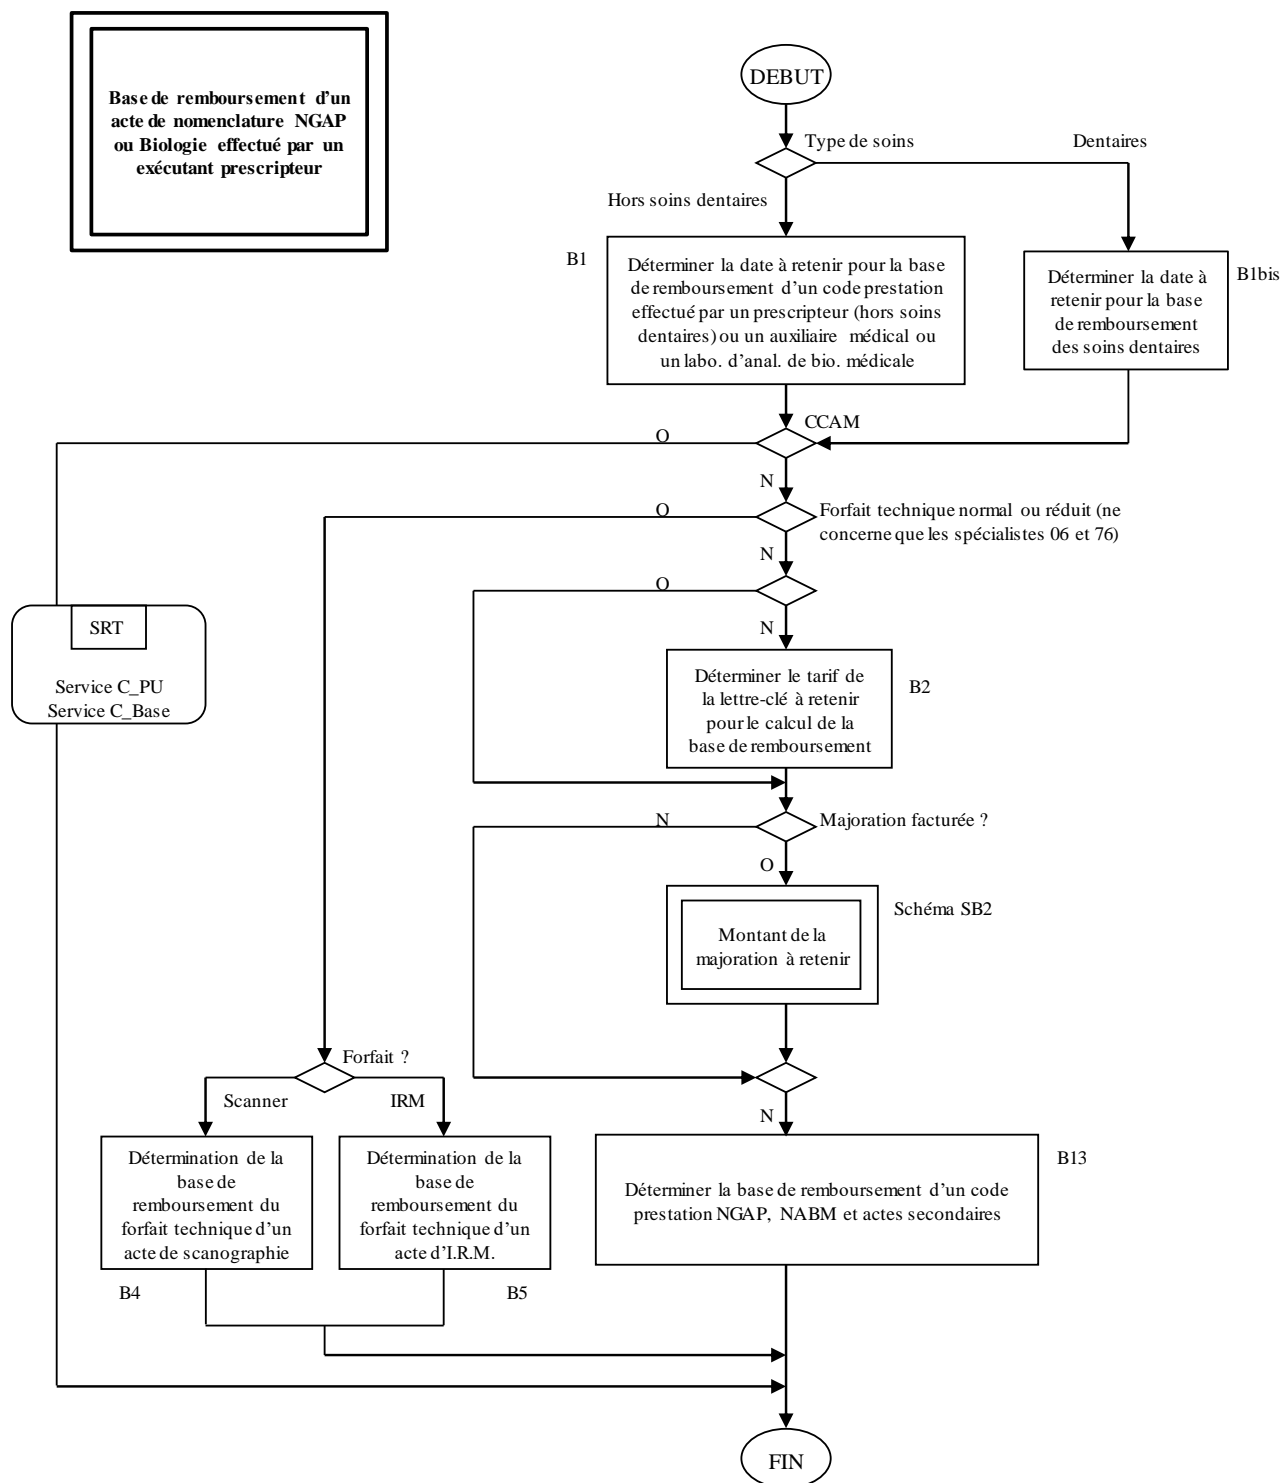 Base de remboursement d'un
acte de nomenclature NGAP
ou Biologie effectué par un
exécutant prescripteur
DEBUT
Type de soins
Dentaires
Hors soins dentaires
B1
Déterminer la date à retenir pour la base
de remboursement d'un code prestation
effectué par un prescripteur (hors soins
dentaires) ou un auxiliaire médical ou
un labo. d'anal. de bio. médicale
Déterminer la date à
retenir pour la base
de remboursement
des soins dentaires
B1bis
CCAM
O
N
O
Forfait technique normal ou réduit (ne
concerne que les spécialistes 06 et 76)
N
O
N
SRT
Service C_PU
Service C_Base
Déterminer le tarif de
la lettre-clé à retenir
pour le calcul de la
base de remboursement
B2
N
Majoration facturée ?
O
Schéma SB2
Montant de la
majoration à retenir
Forfait ?
Scanner
IRM
N
Détermination de la
base de
remboursement du
forfait technique d'un
acte de scanographie
B4
Détermination de la
base de
remboursement du
forfait technique d'un
acte d'I.R.M.
B5
Déterminer la base de remboursement d'un code
prestation NGAP, NABM et actes secondaires
B13
FIN